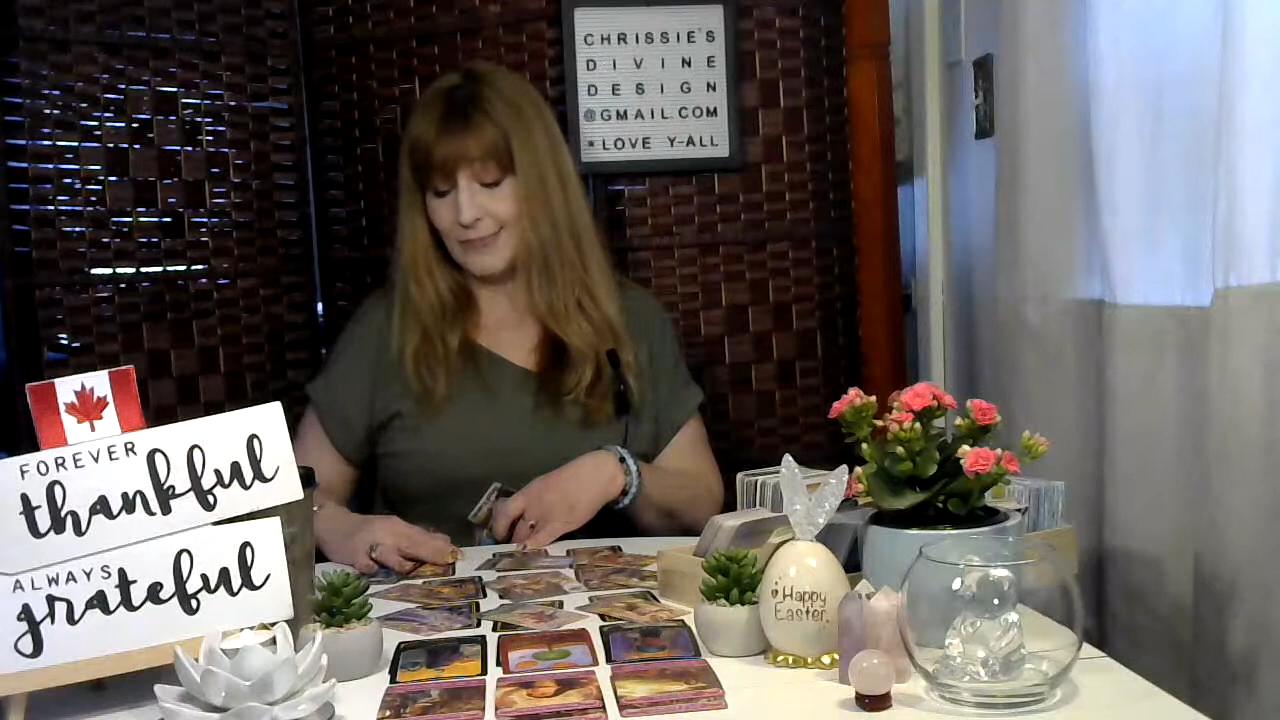 CHRISSIE'S
DIVINE
DESIGN
@GMAIL.COM
*LOVE Y-ALL
FOREVER
thankful
ALWAYS
grateful
Happy
Easter